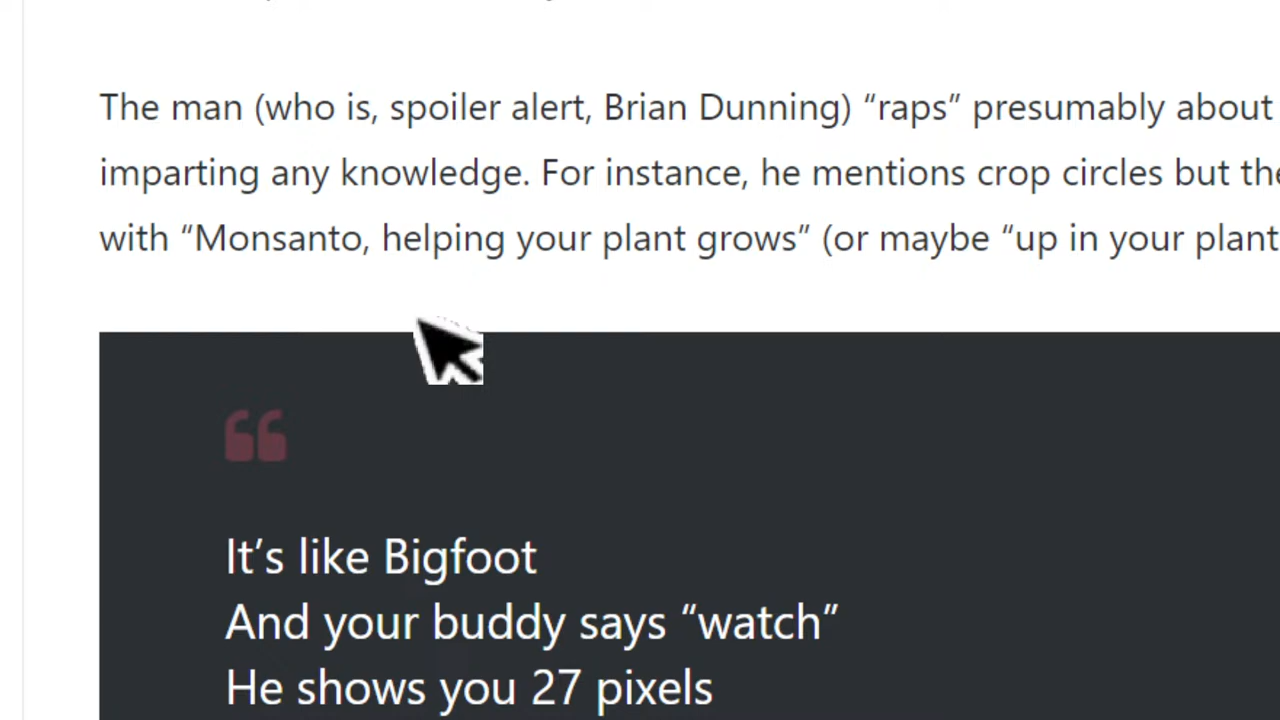 The man (who is, spoiler alert, Brian Dunning) “raps” presumably about
imparting any knowledge. For instance, he mentions crop circles but
with “Monsanto, helping your plant grows” (or maybe “up in your plant
“
It’s like Bigfoot
And your buddy says “watch”
He shows you 27 pixels